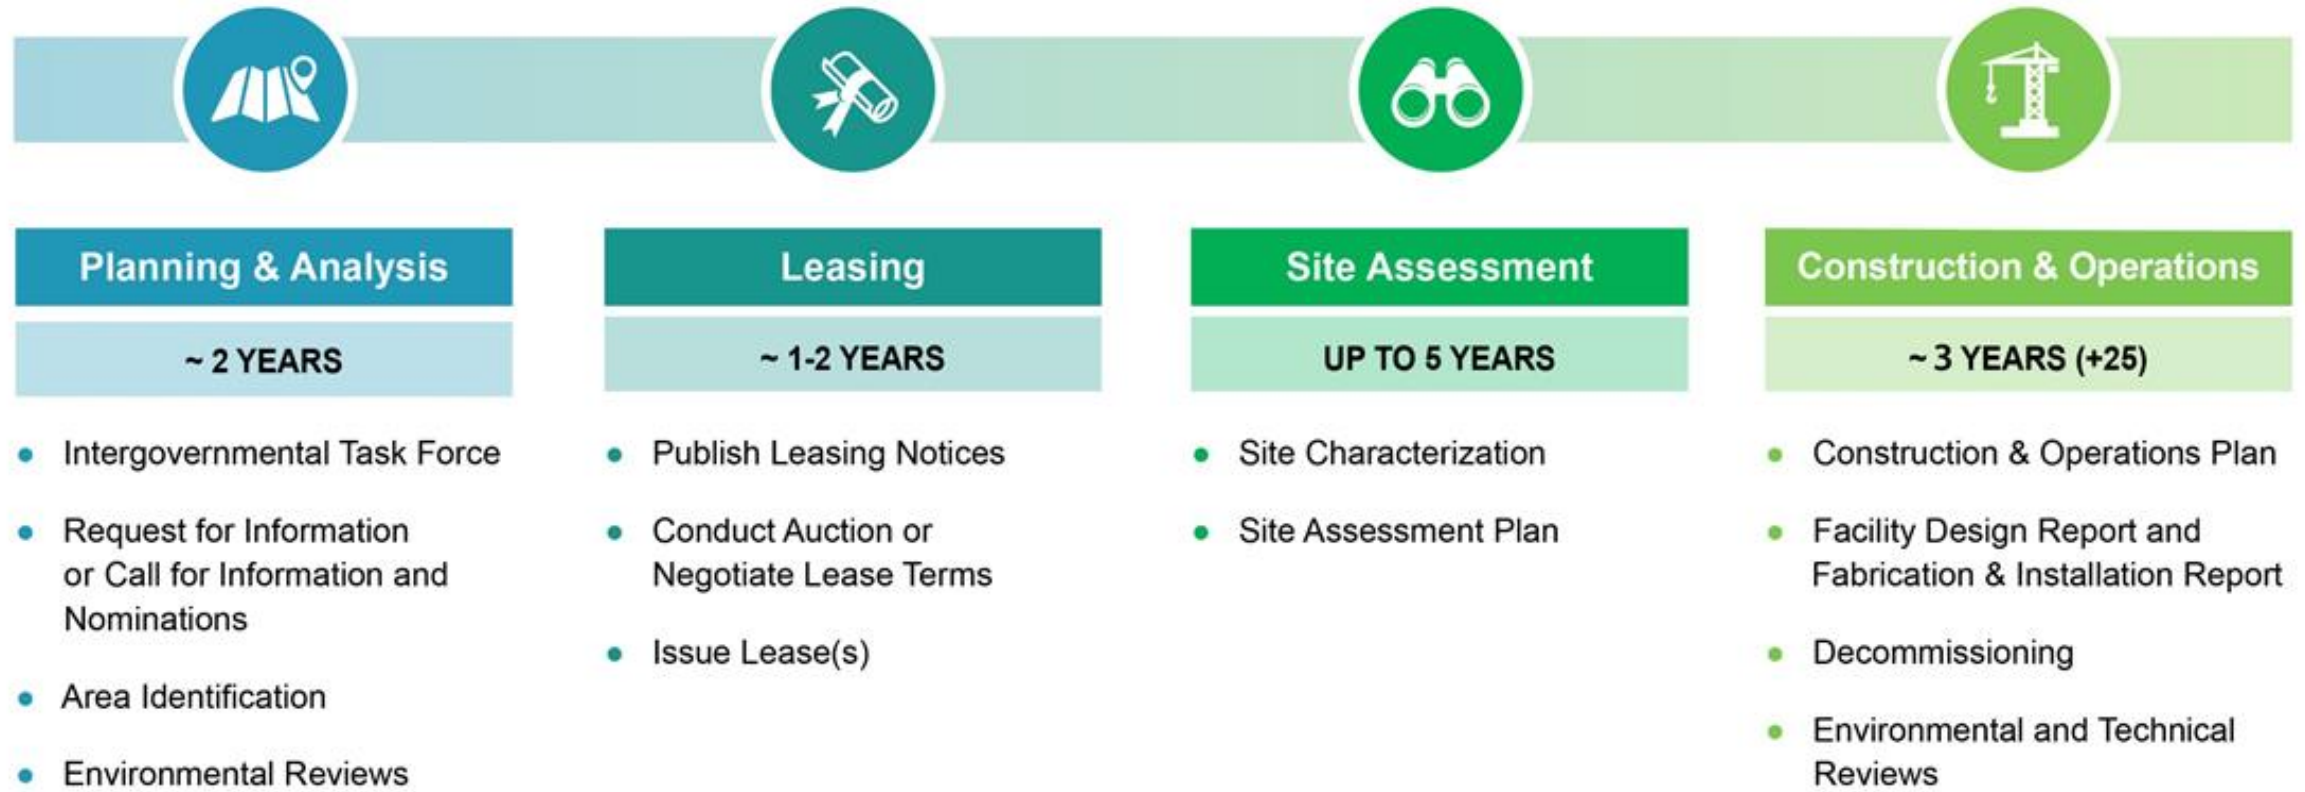 Planning & Analysis
~ 2 YEARS
• Intergovernmental Task Force
• Request for Information
or Call for Information and
Nominations
• Area Identification
• Environmental Reviews
Leasing
~ 1-2 YEARS
• Publish Leasing Notices
• Conduct Auction or
Negotiate Lease Terms
• Issue Lease(s)
Site Assessment
UP TO 5 YEARS
• Site Characterization
• Site Assessment Plan
Construction & Operations
~ 3 YEARS (+25)
• Construction & Operations Plan
• Facility Design Report and
Fabrication & Installation Report
• Decommissioning
• Environmental and Technical
Reviews